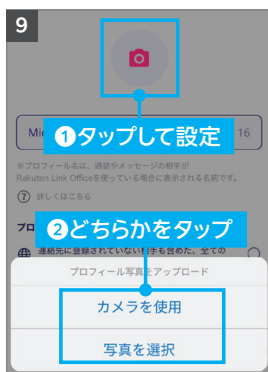 9
Mi
16
❶タップして設定
※プロフィール名は、通話やメッセージの相手が
Rakuten Link Officeを使っている場合に表示される名前です。
? 詳しくはこちら
プロ
❷どちらかをタップ
連絡先に登録されていない相手も含めた、全ての
プロフィール写真をアップロード
カメラを使用
写真を選択